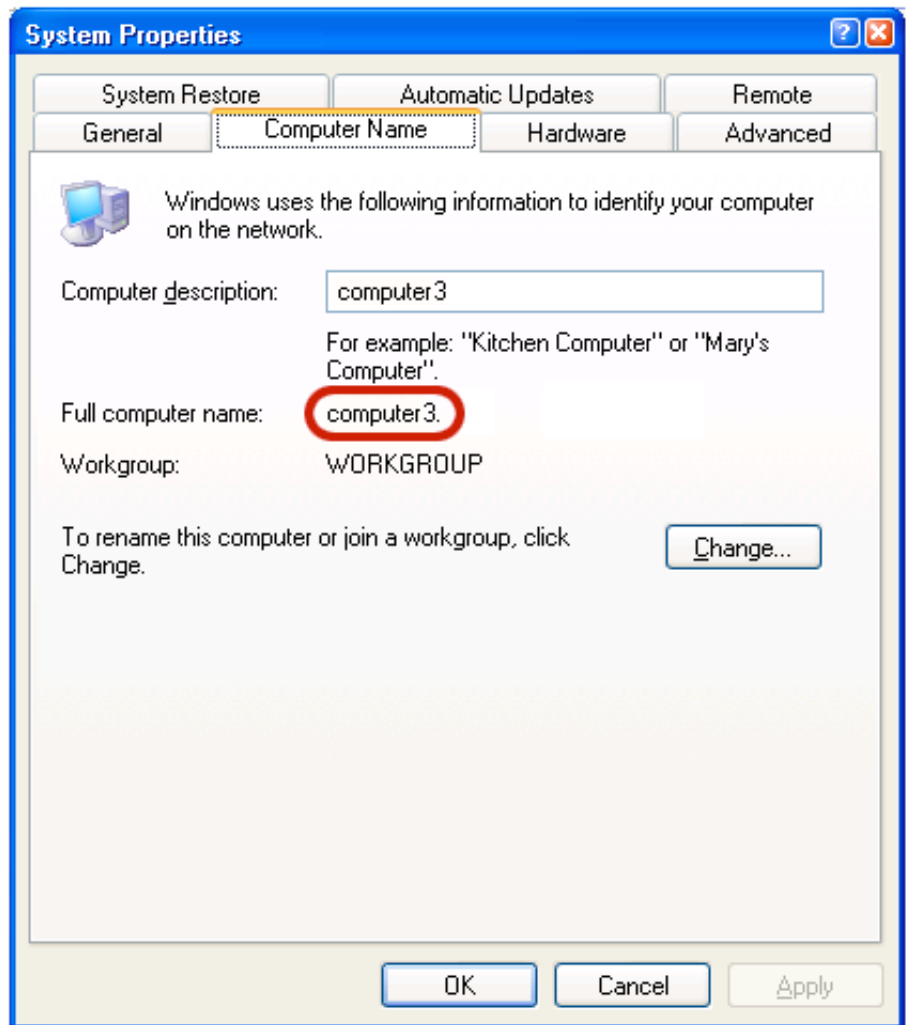 System Properties
System Restore Automatic Updates Remote
General Computer Name Hardware Advanced
Windows uses the following information to identify your computer
on the network.
Computer description: computer3
For example: "Kitchen Computer" or "Mary's
Computer".
Full computer name: computer3.
Workgroup: WORKGROUP
To rename this computer or join a workgroup, click
Change.
Change...
OK Cancel Apply